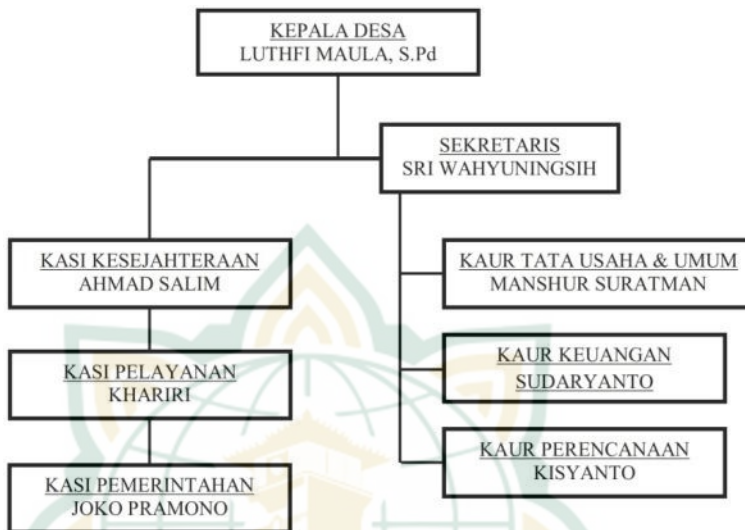 KEPALA DESA
LUTHFI MAULA, S.Pd
SEKRETARIS
SRI WAHYUNINGSIH
KASI KESEJAHTERAAN
AHMAD SALIM
KAUR TATA USAHA & UMUM
MANSHUR SURATMAN
KASI PELAYANAN
KHARIRI
KAUR KEUANGAN
SUDARYANTO
KASI PEMERINTAHAN
JOKO PRAMONO
KAUR PERENCANAAN
KISYANTO